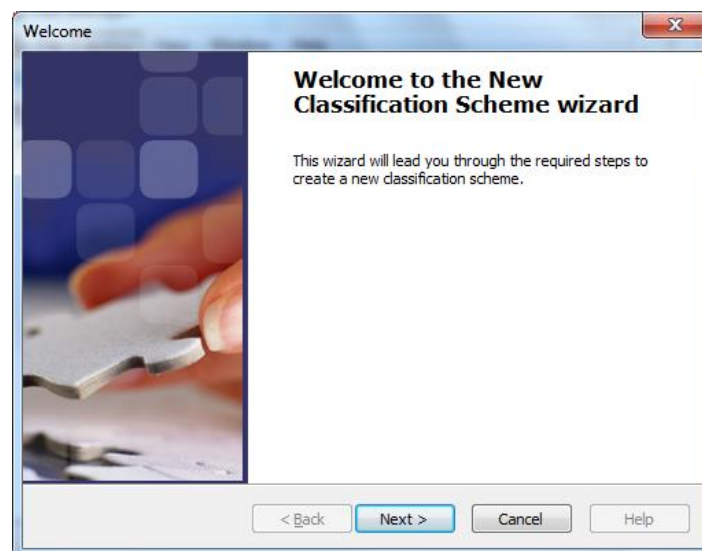 Welcome
Welcome to the New
Classification Scheme wizard
This wizard will lead you through the required steps to
create a new classification scheme.
< Back Next > Cancel Help